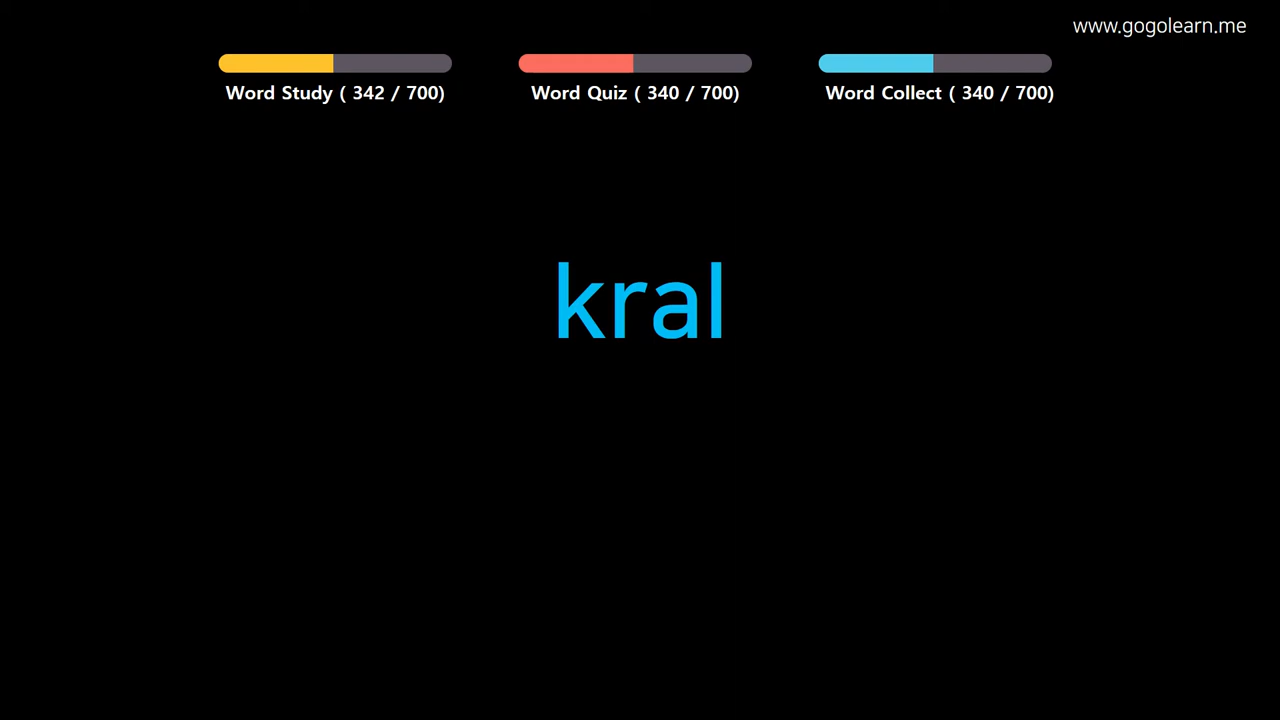 www.gogolearn.me
Word Study ( 342 / 700)
Word Quiz ( 340 / 700)
Word Collect ( 340 / 700)
kral